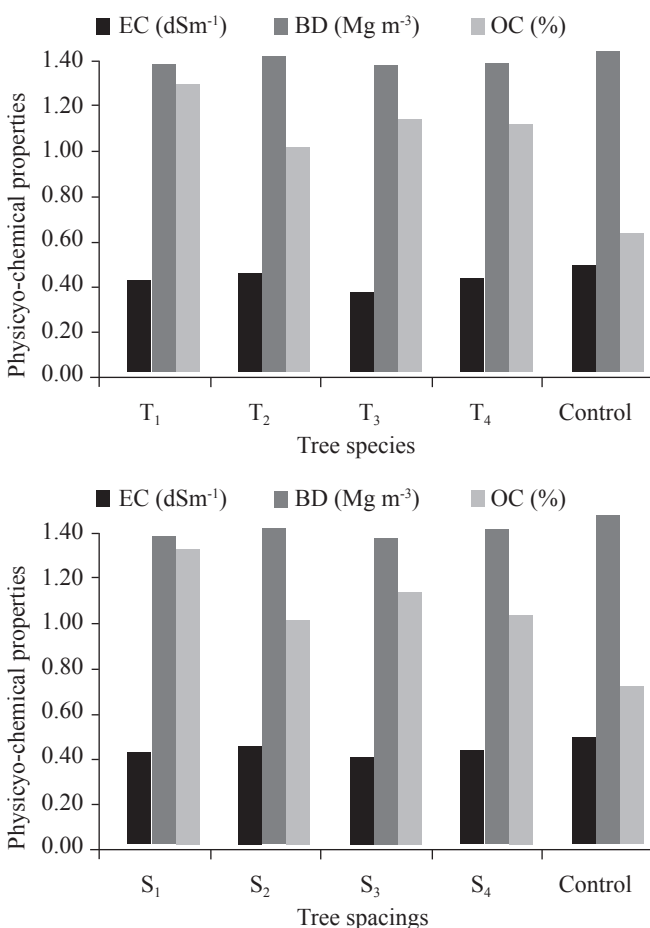 EC (dSm⁻¹) BD (Mg m⁻³) OC (%)
Physicyo-chemical properties
1.40
1.20
1.00
0.80
0.60
0.40
0.20
0.00
T₁ T₂ T₃ T₄ Control
Tree species
EC (dSm⁻¹) BD (Mg m⁻³) OC (%)
Physicyo-chemical properties
1.40
1.20
1.00
0.80
0.60
0.40
0.20
0.00
S₁ S₂ S₃ S₄ Control
Tree spacings